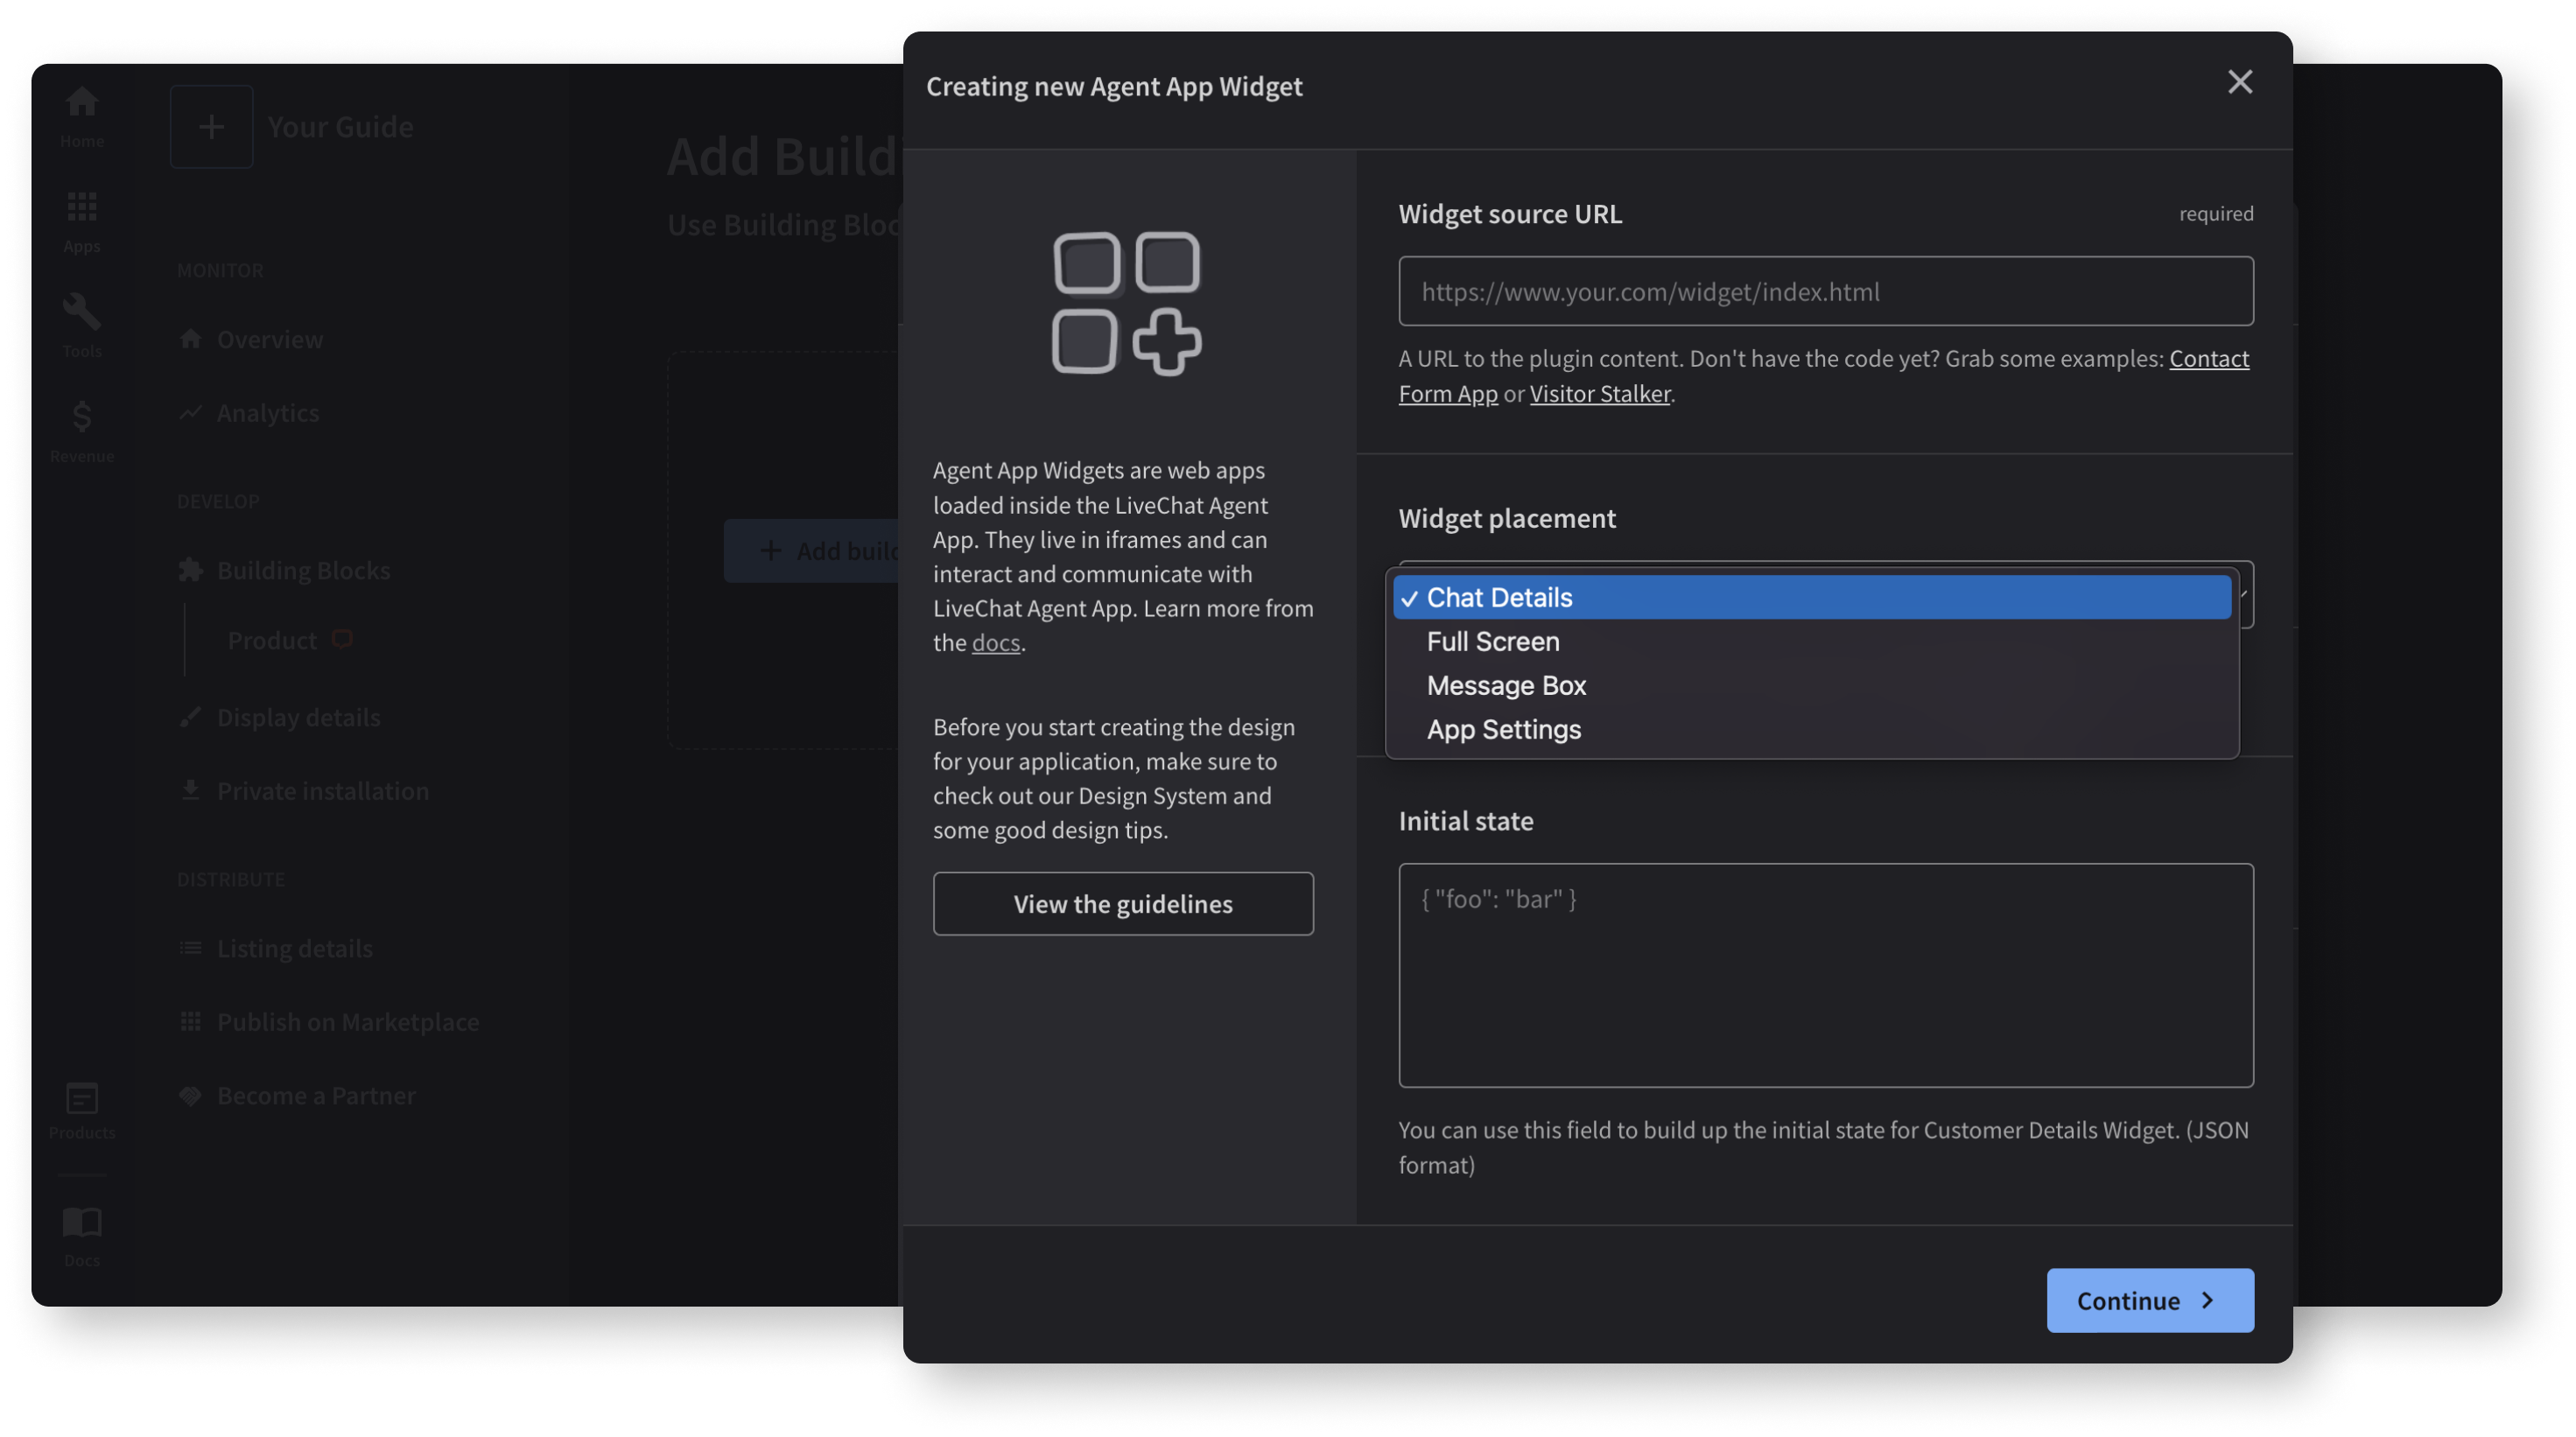 Home
Apps
Tools
Revenue
Products
Docs
Your Guide
MONITOR
Overview
Analytics
DEVELOP
Building Blocks
Product
Display details
Private installation
DISTRIBUTE
Listing details
Publish on Marketplace
Become a Partner
Add Build
Use Building Bloc
Add build
Creating new Agent App Widget
Agent App Widgets are web apps
loaded inside the LiveChat Agent
App. They live in iframes and can
interact and communicate with
LiveChat Agent App. Learn more from
the docs.
Before you start creating the design
for your application, make sure to
check out our Design System and
some good design tips.
View the guidelines
Widget source URL
required
https://www.your.com/widget/index.html
A URL to the plugin content. Don't have the code yet? Grab some examples: Contact
Form App or Visitor Stalker.
Widget placement
✓ Chat Details
Full Screen
Message Box
App Settings
Initial state
{ "foo": "bar" }
You can use this field to build up the initial state for Customer Details Widget. (JSON
format)
Continue